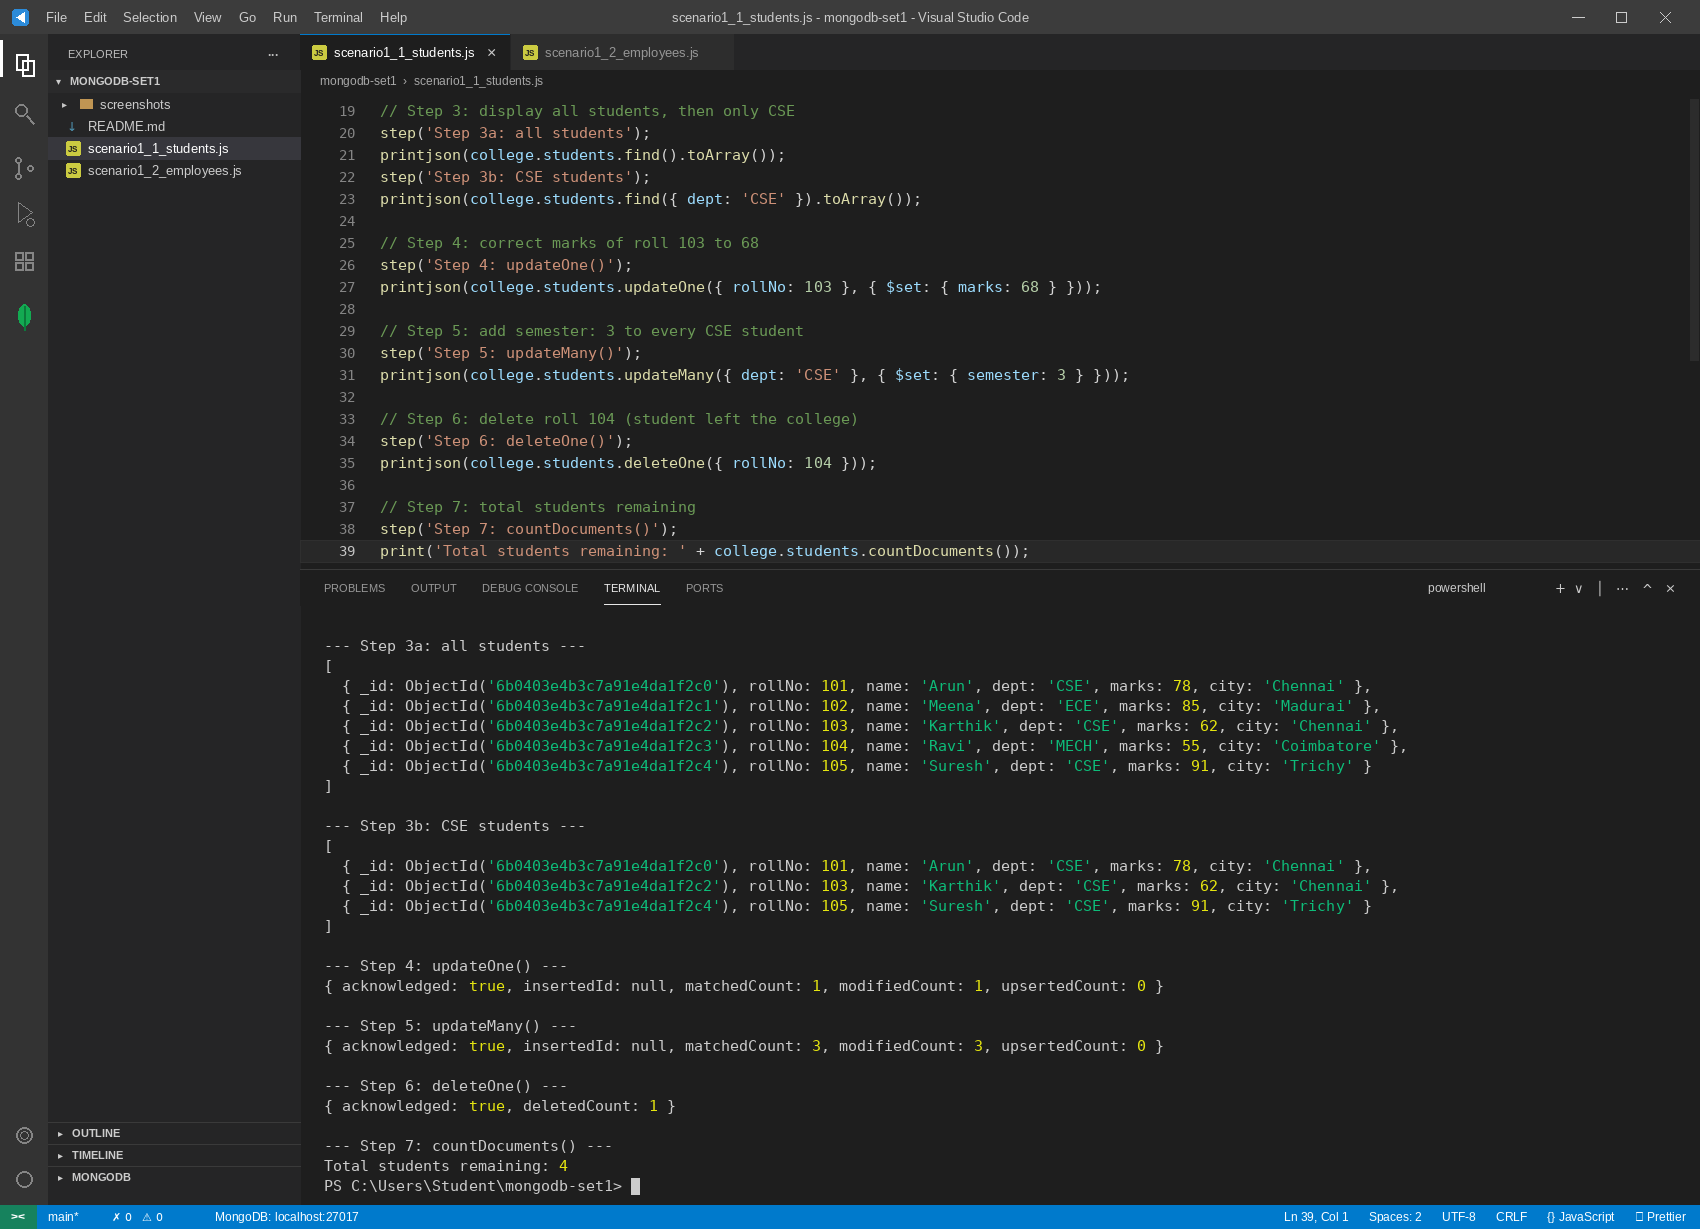 File Edit Selection View Go Run Terminal Help scenario1_1_students.js - mongodb-set1 - Visual Studio Code
EXPLORER ···
MONGODB-SET1
screenshots
README.md
JS scenario1_1_students.js
JS scenario1_2_employees.js
OUTLINE
TIMELINE
MONGODB
JS scenario1_1_students.js × JS scenario1_2_employees.js
mongodb-set1 › scenario1_1_students.js
19 // Step 3: display all students, then only CSE
20 step('Step 3a: all students');
21 printjson(college.students.find().toArray());
22 step('Step 3b: CSE students');
23 printjson(college.students.find({ dept: 'CSE' }).toArray());
24
25 // Step 4: correct marks of roll 103 to 68
26 step('Step 4: updateOne()');
27 printjson(college.students.updateOne({ rollNo: 103 }, { $set: { marks: 68 } }));
28
29 // Step 5: add semester: 3 to every CSE student
30 step('Step 5: updateMany()');
31 printjson(college.students.updateMany({ dept: 'CSE' }, { $set: { semester: 3 } }));
32
33 // Step 6: delete roll 104 (student left the college)
34 step('Step 6: deleteOne()');
35 printjson(college.students.deleteOne({ rollNo: 104 }));
36
37 // Step 7: total students remaining
38 step('Step 7: countDocuments()');
39 print('Total students remaining: ' + college.students.countDocuments());
PROBLEMS OUTPUT DEBUG CONSOLE TERMINAL PORTS powershell
--- Step 3a: all students ---
[
  { _id: ObjectId('6b0403e4b3c7a91e4da1f2c0'), rollNo: 101, name: 'Arun', dept: 'CSE', marks: 78, city: 'Chennai' },
  { _id: ObjectId('6b0403e4b3c7a91e4da1f2c1'), rollNo: 102, name: 'Meena', dept: 'ECE', marks: 85, city: 'Madurai' },
  { _id: ObjectId('6b0403e4b3c7a91e4da1f2c2'), rollNo: 103, name: 'Karthik', dept: 'CSE', marks: 62, city: 'Chennai' },
  { _id: ObjectId('6b0403e4b3c7a91e4da1f2c3'), rollNo: 104, name: 'Ravi', dept: 'MECH', marks: 55, city: 'Coimbatore' },
  { _id: ObjectId('6b0403e4b3c7a91e4da1f2c4'), rollNo: 105, name: 'Suresh', dept: 'CSE', marks: 91, city: 'Trichy' }
]
--- Step 3b: CSE students ---
[
  { _id: ObjectId('6b0403e4b3c7a91e4da1f2c0'), rollNo: 101, name: 'Arun', dept: 'CSE', marks: 78, city: 'Chennai' },
  { _id: ObjectId('6b0403e4b3c7a91e4da1f2c2'), rollNo: 103, name: 'Karthik', dept: 'CSE', marks: 62, city: 'Chennai' },
  { _id: ObjectId('6b0403e4b3c7a91e4da1f2c4'), rollNo: 105, name: 'Suresh', dept: 'CSE', marks: 91, city: 'Trichy' }
]
--- Step 4: updateOne() ---
{ acknowledged: true, insertedId: null, matchedCount: 1, modifiedCount: 1, upsertedCount: 0 }
--- Step 5: updateMany() ---
{ acknowledged: true, insertedId: null, matchedCount: 3, modifiedCount: 3, upsertedCount: 0 }
--- Step 6: deleteOne() ---
{ acknowledged: true, deletedCount: 1 }
--- Step 7: countDocuments() ---
Total students remaining: 4
PS C:\Users\Student\mongodb-set1>
>< main* ✗ 0 ⚠ 0 MongoDB: localhost:27017 Ln 39, Col 1 Spaces: 2 UTF-8 CRLF {} JavaScript Prettier